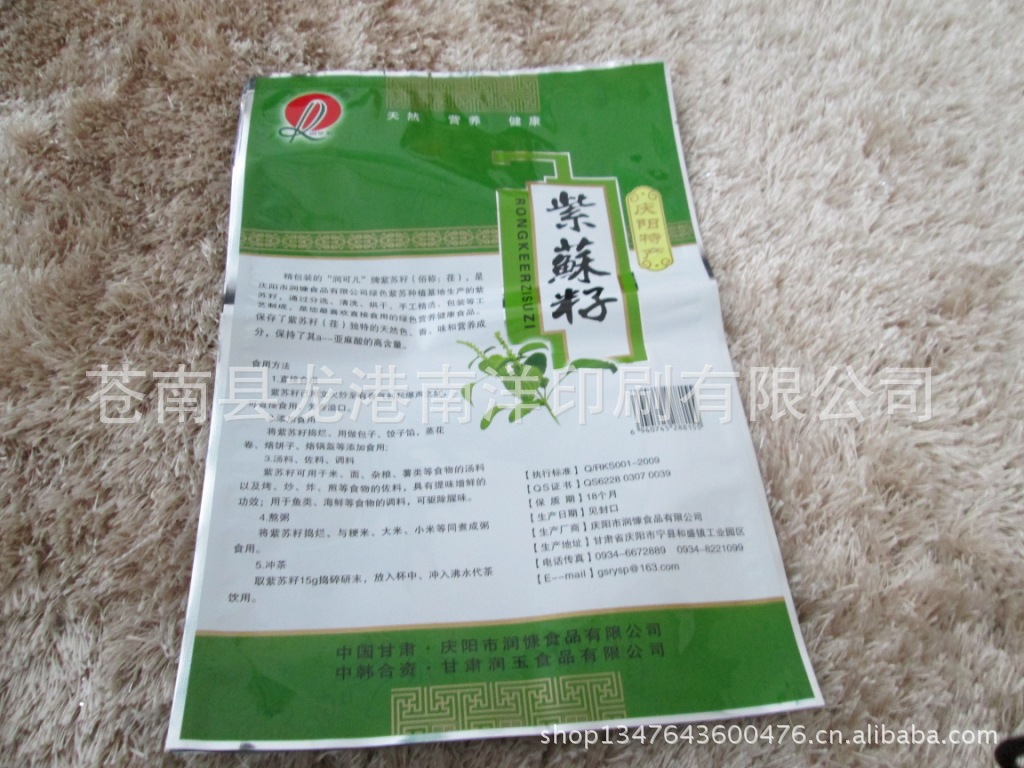 天然 营养 健康
紫蘇籽
RONGKEERZISUZI
庆阳特产
精包装的“润可儿”牌紫苏籽（俗称：荏），是
庆阳市润慷食品有限公司绿色紫苏种植基地生产的紫
苏籽，通过分选、清洗、烘干、手工精选、包装等工
艺制成，是您最喜欢直接食用的绿色营养健康食品。
保存了紫苏籽（荏）独特的天然色、香、味和营养成
分，保持了其a--亚麻酸的高含量。
食用方法
1.直接食用
将紫苏籽捣烂、用做包子、饺子馅，蒸花
卷、烙饼子、烙锅盔等添加食用；
3.汤料、佐料、调料
紫苏籽可用于米、面、杂粮、薯类等食物的汤料
以及烤、炒、炸、煎等食物的佐料，具有提味增鲜的
功效；用于鱼类、海鲜等食物的调料，可驱除腥味。
4.熬粥
将紫苏籽捣烂、与粳米、大米、小米等同煮成粥
食用。
5.冲茶
取紫苏籽15g捣碎研末，放入杯中、冲入沸水代茶
饮用。
【执行标准】Q/RKS001-2009
【QS证书】QS6228 0307 0039
【保 质 期】18个月
【生产日期】见封口
【生产厂商】庆阳市润慷食品有限公司
【生产地址】甘肃省庆阳市宁县和盛镇工业园区
【电话传真】0934-6672889 0934-8221099
【E--mail】gsrysp@163.com
中国甘肃·庆阳市润慷食品有限公司
中韩合资·甘肃润玉食品有限公司
苍南县龙港南洋印刷有限公司
shop1347643600476.cn.alibaba.com